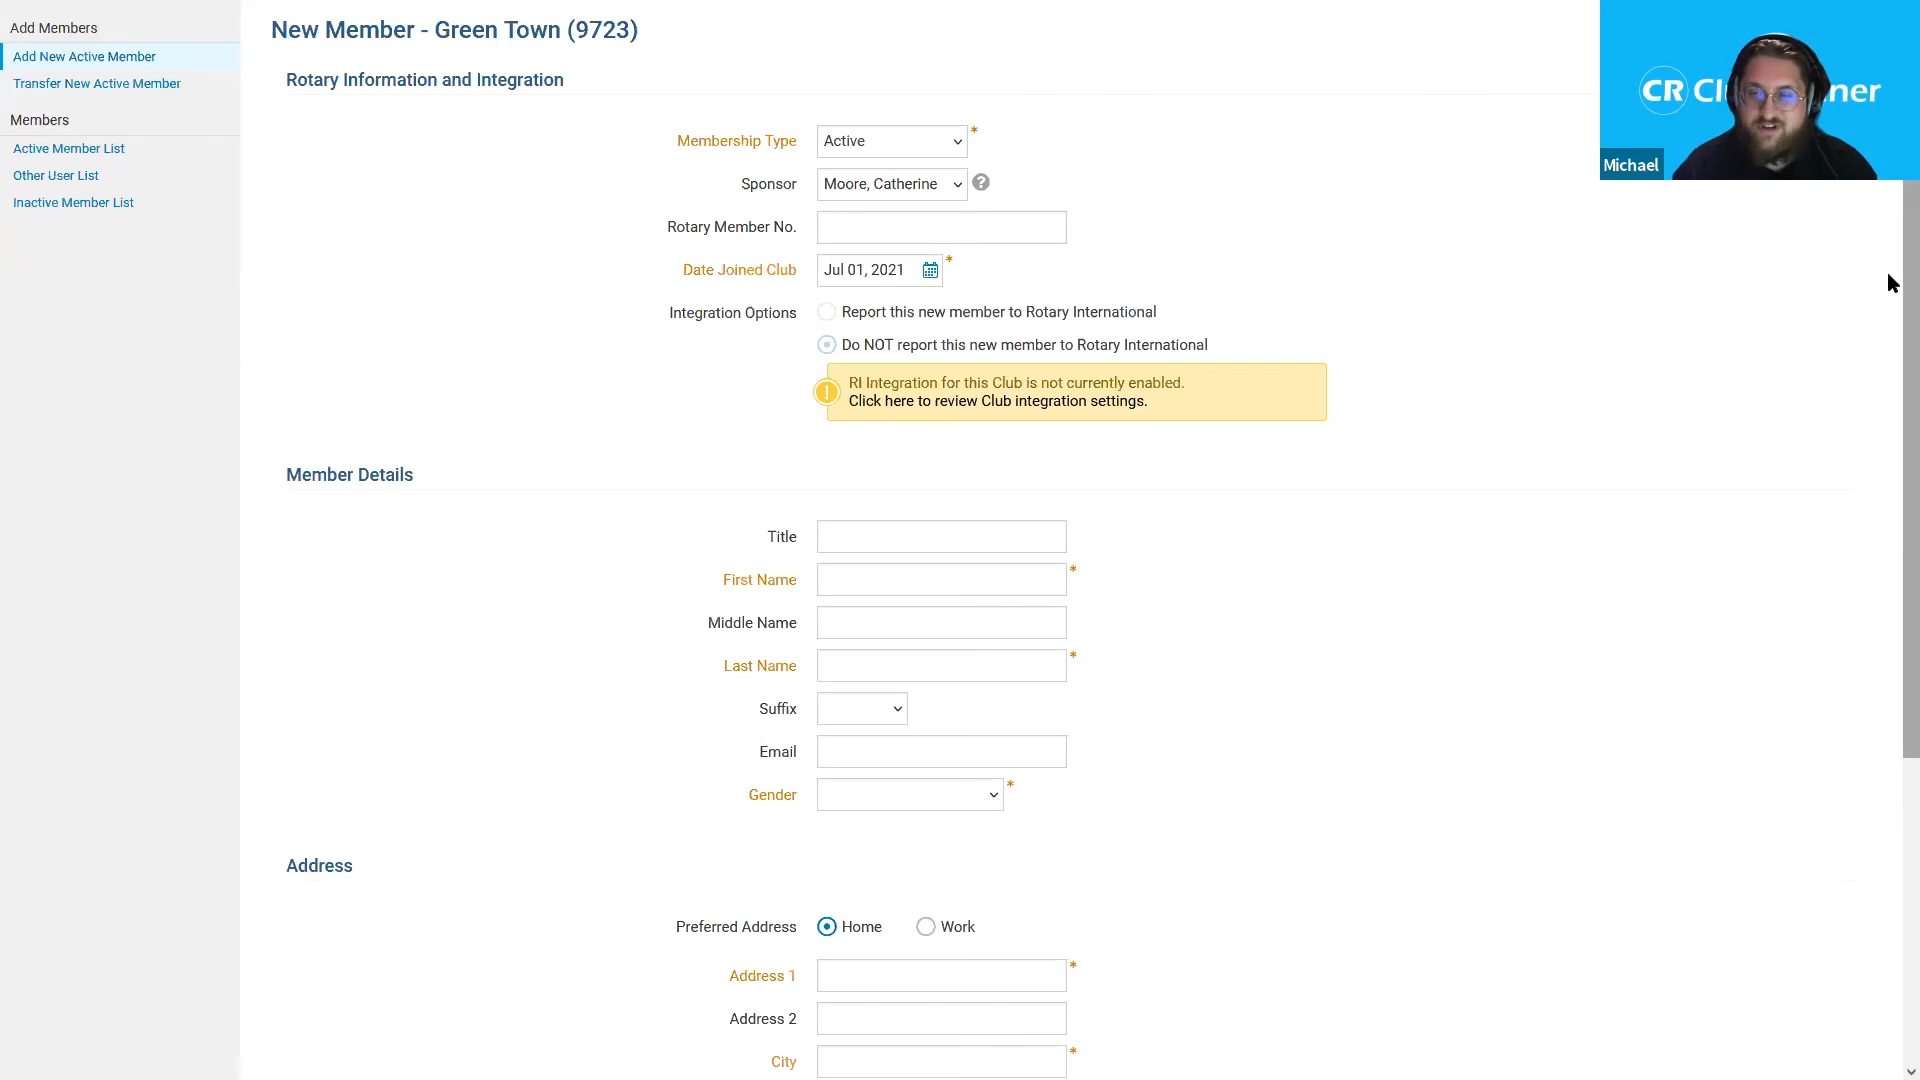 Add Members
Add New Active Member
Transfer New Active Member
Members
Active Member List
Other User List
Inactive Member List
New Member - Green Town (9723)
Rotary Information and Integration
Membership Type Active *
Sponsor Moore, Catherine ?
Rotary Member No.
Date Joined Club Jul 01, 2021 *
Integration Options Report this new member to Rotary International
Do NOT report this new member to Rotary International
! RI Integration for this Club is not currently enabled.
Click here to review Club integration settings.
Member Details
Title
First Name *
Middle Name
Last Name *
Suffix
Email
Gender *
Address
Preferred Address Home Work
Address 1 *
Address 2
City *
CR
Michael